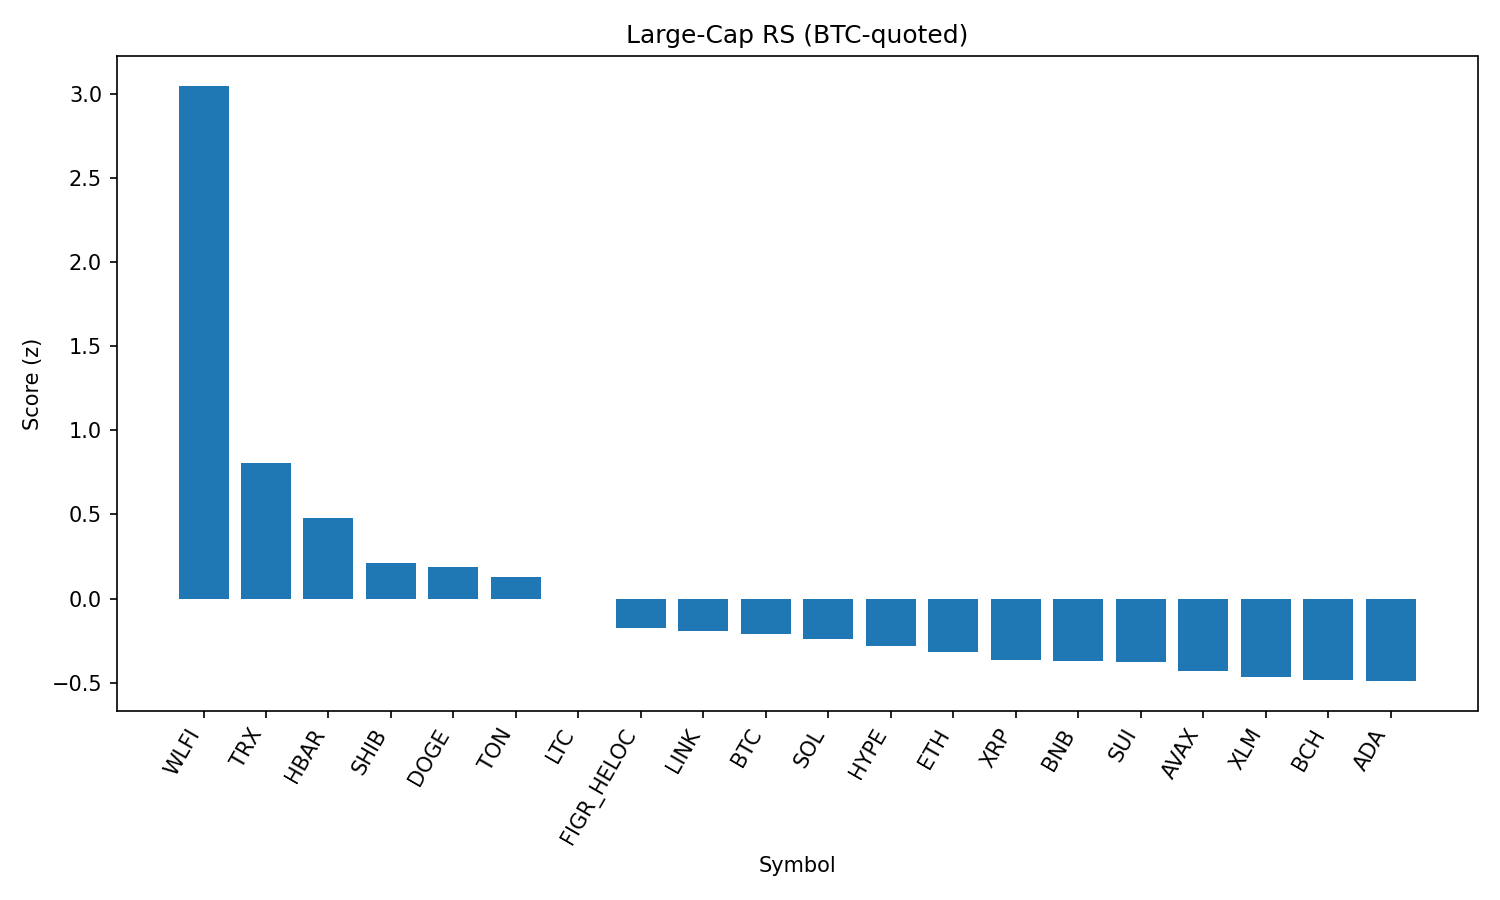 Large-Cap RS (BTC-quoted)
3.0
2.5
2.0
1.5
1.0
0.5
0.0
−0.5
Score (z)
WLFI
TRX
HBAR
SHIB
DOGE
TON
LTC
FIGR_HELOC
LINK
BTC
SOL
HYPE
ETH
XRP
BNB
SUI
AVAX
XLM
BCH
ADA
Symbol